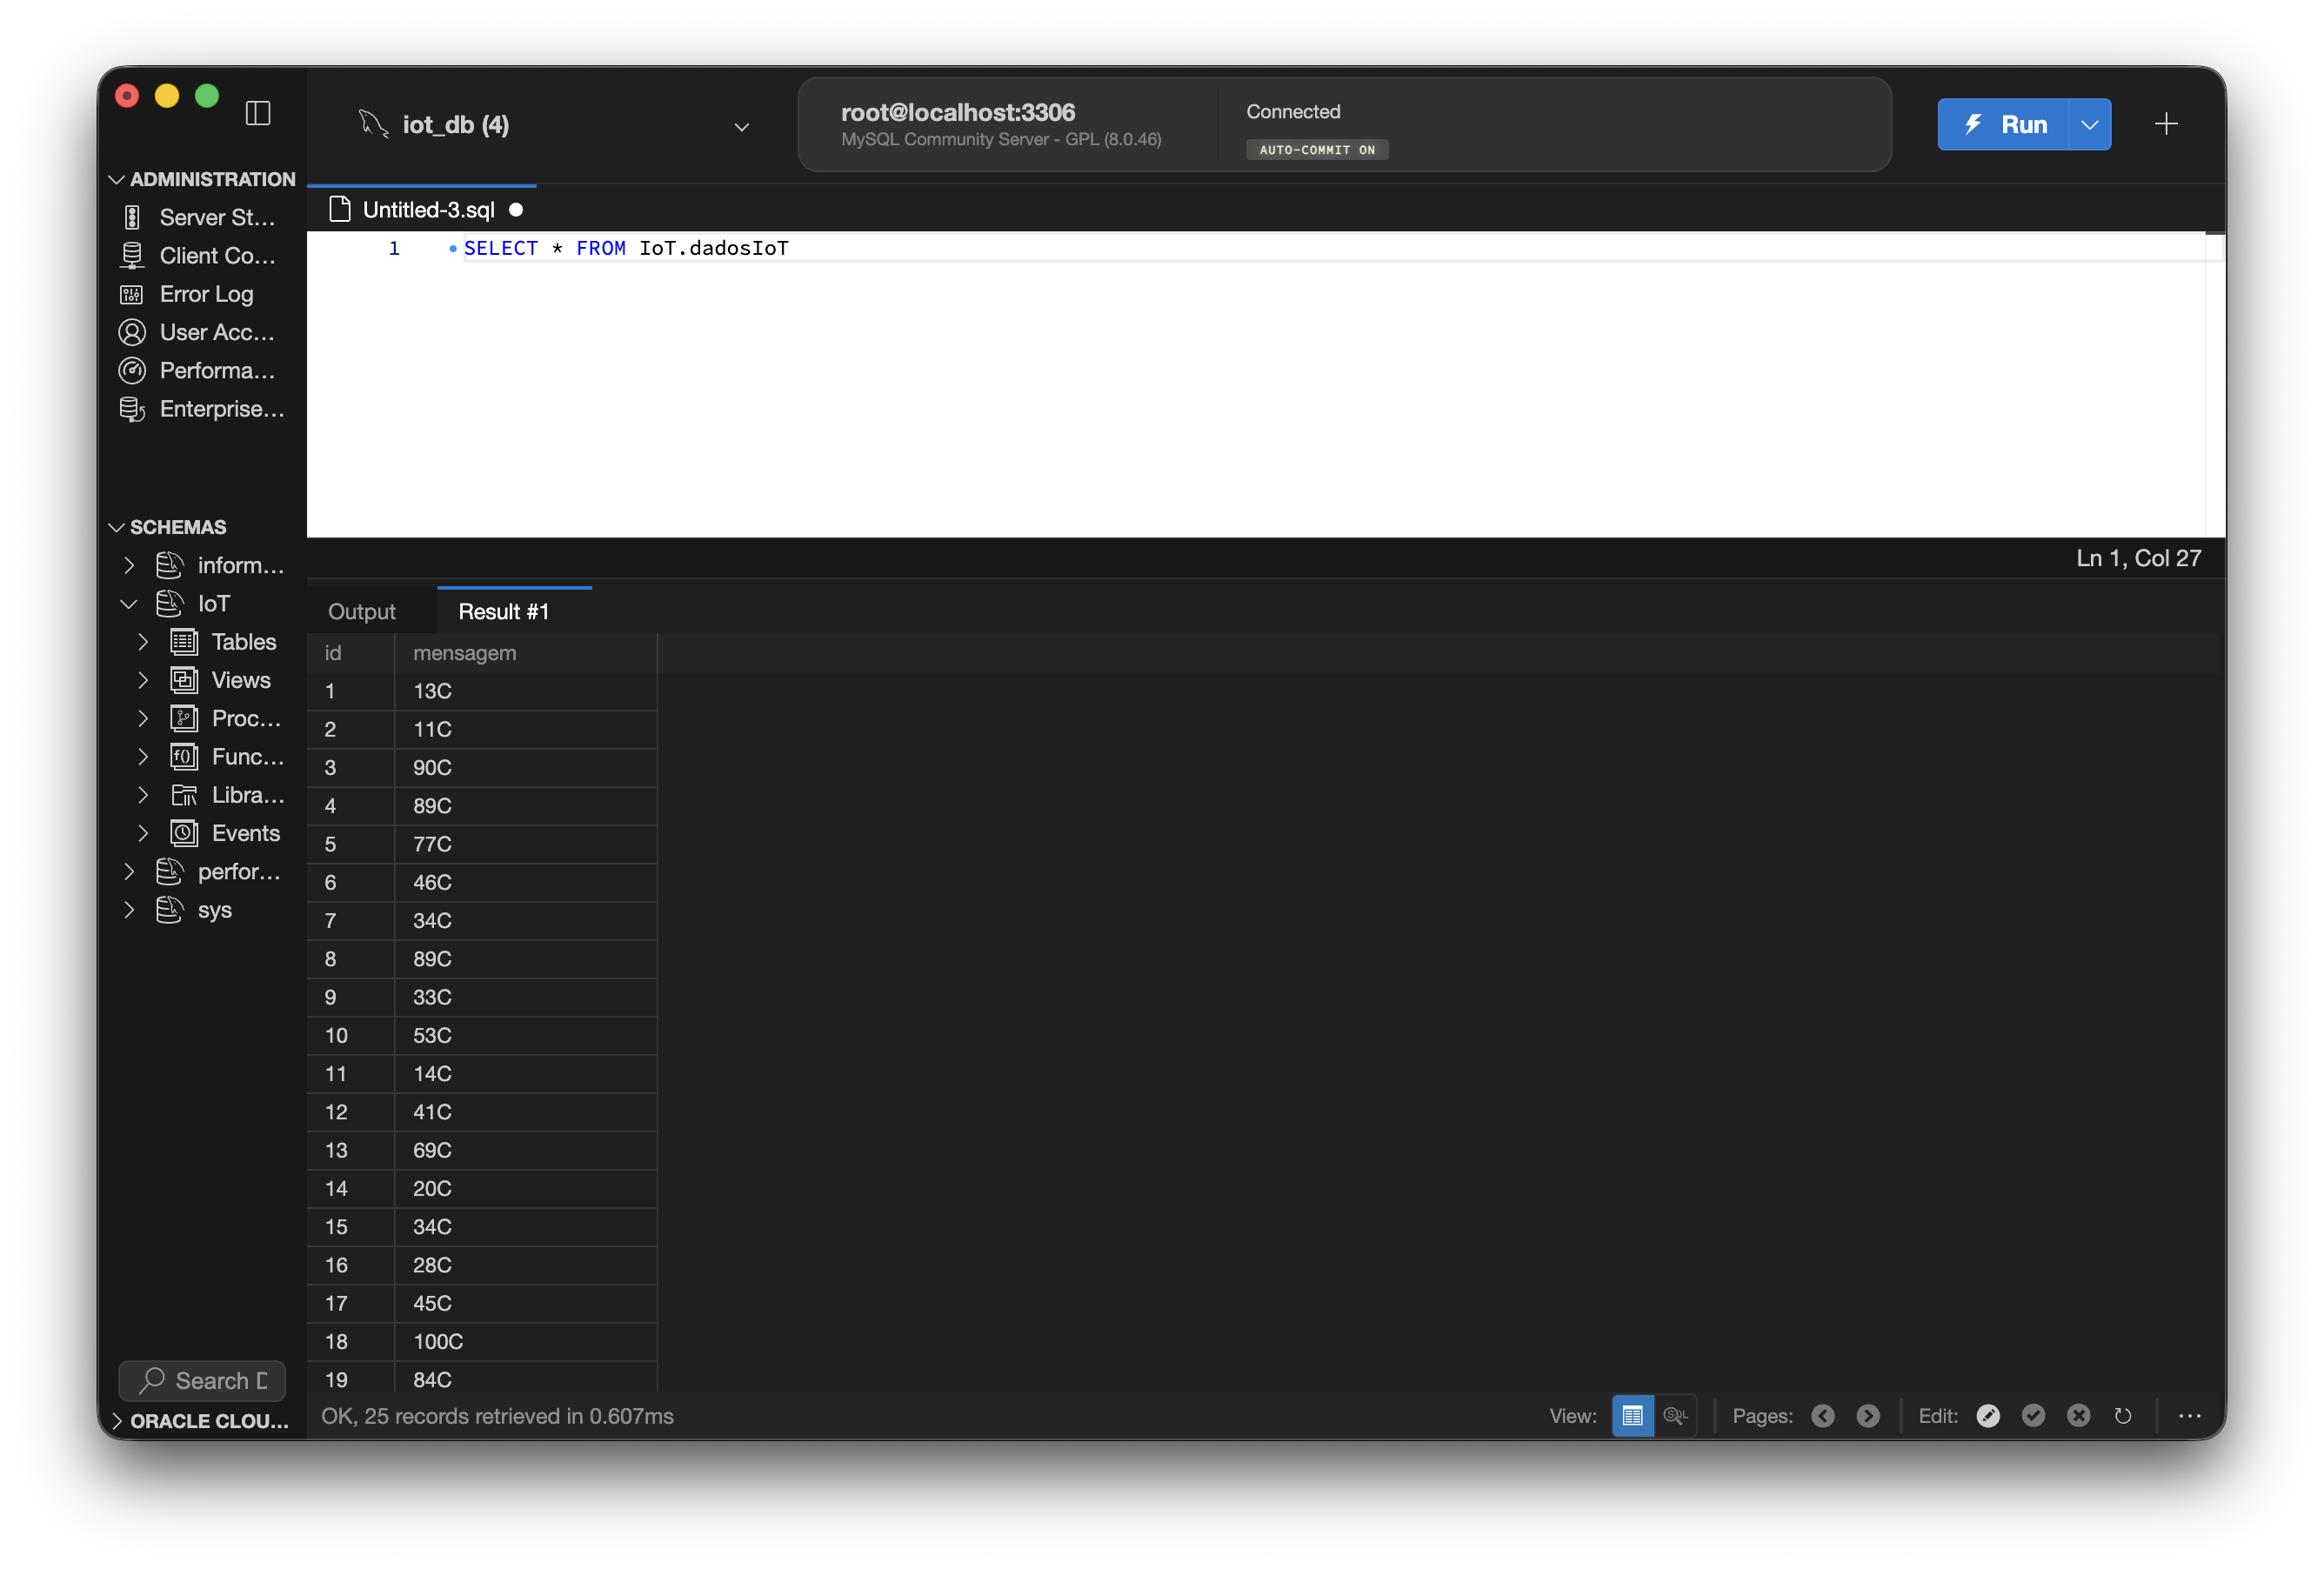 iot_db (4)
root@localhost:3306
MySQL Community Server - GPL (8.0.46)
Connected
AUTO-COMMIT ON
Run
ADMINISTRATION
Server St...
Client Co...
Error Log
User Acc...
Performa...
Enterprise...
SCHEMAS
inform...
IoT
Tables
Views
Proc...
Func...
Libra...
Events
perfor...
sys
Search D
ORACLE CLOU...
Untitled-3.sql
1 SELECT * FROM IoT.dadosIoT
Ln 1, Col 27
Output Result #1
id mensagem
1 13C
2 11C
3 90C
4 89C
5 77C
6 46C
7 34C
8 89C
9 33C
10 53C
11 14C
12 41C
13 69C
14 20C
15 34C
16 28C
17 45C
18 100C
19 84C
OK, 25 records retrieved in 0.607ms
View: SQL Pages: Edit: ...